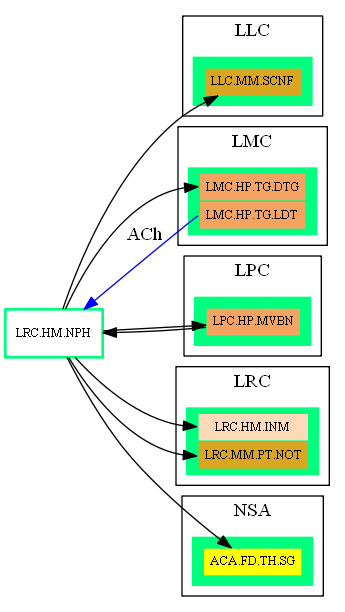 LLC
LLC.MM.SCNF
LMC
LMC.HP.TG.DTG
LMC.HP.TG.LDT
ACh
LPC
LPC.HP.MVBN
LRC.HM.NPH
LRC
LRC.HM.INM
LRC.MM.PT.NOT
NSA
ACA.FD.TH.SG